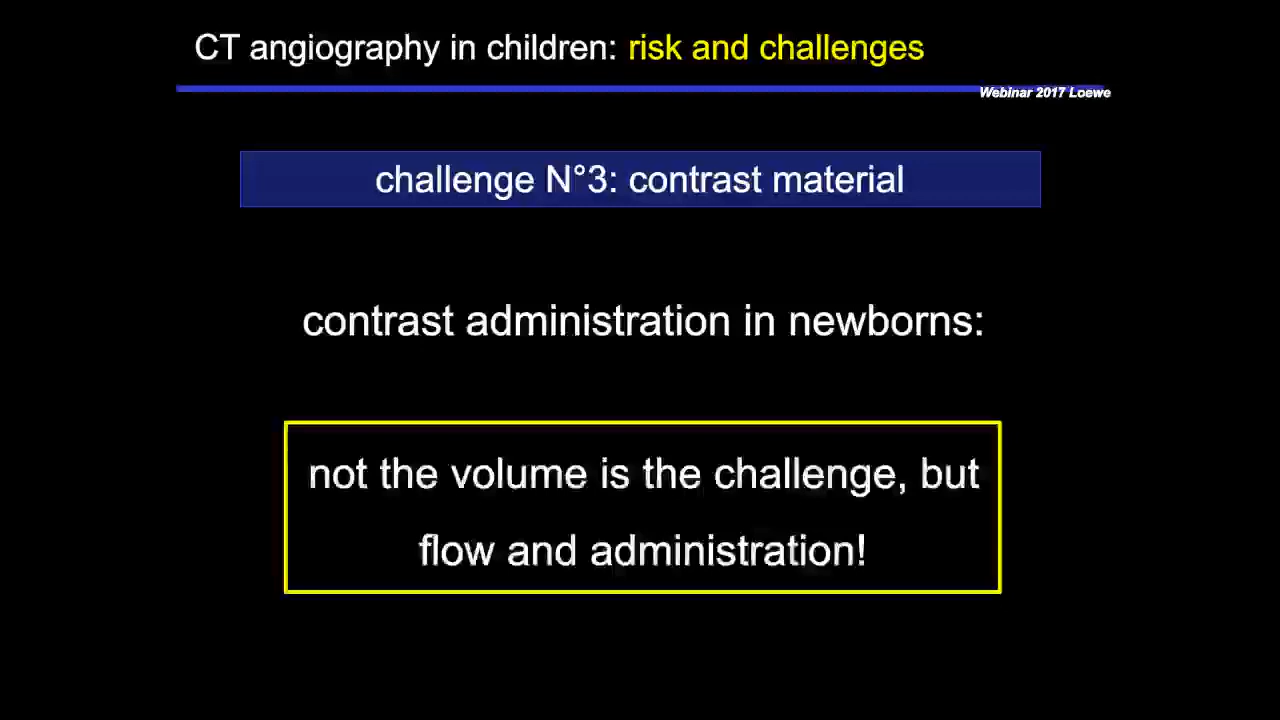 CT angiography in children: risk and challenges
Webinar 2017 Loewe
challenge N°3: contrast material
contrast administration in newborns:
not the volume is the challenge, but
flow and administration!